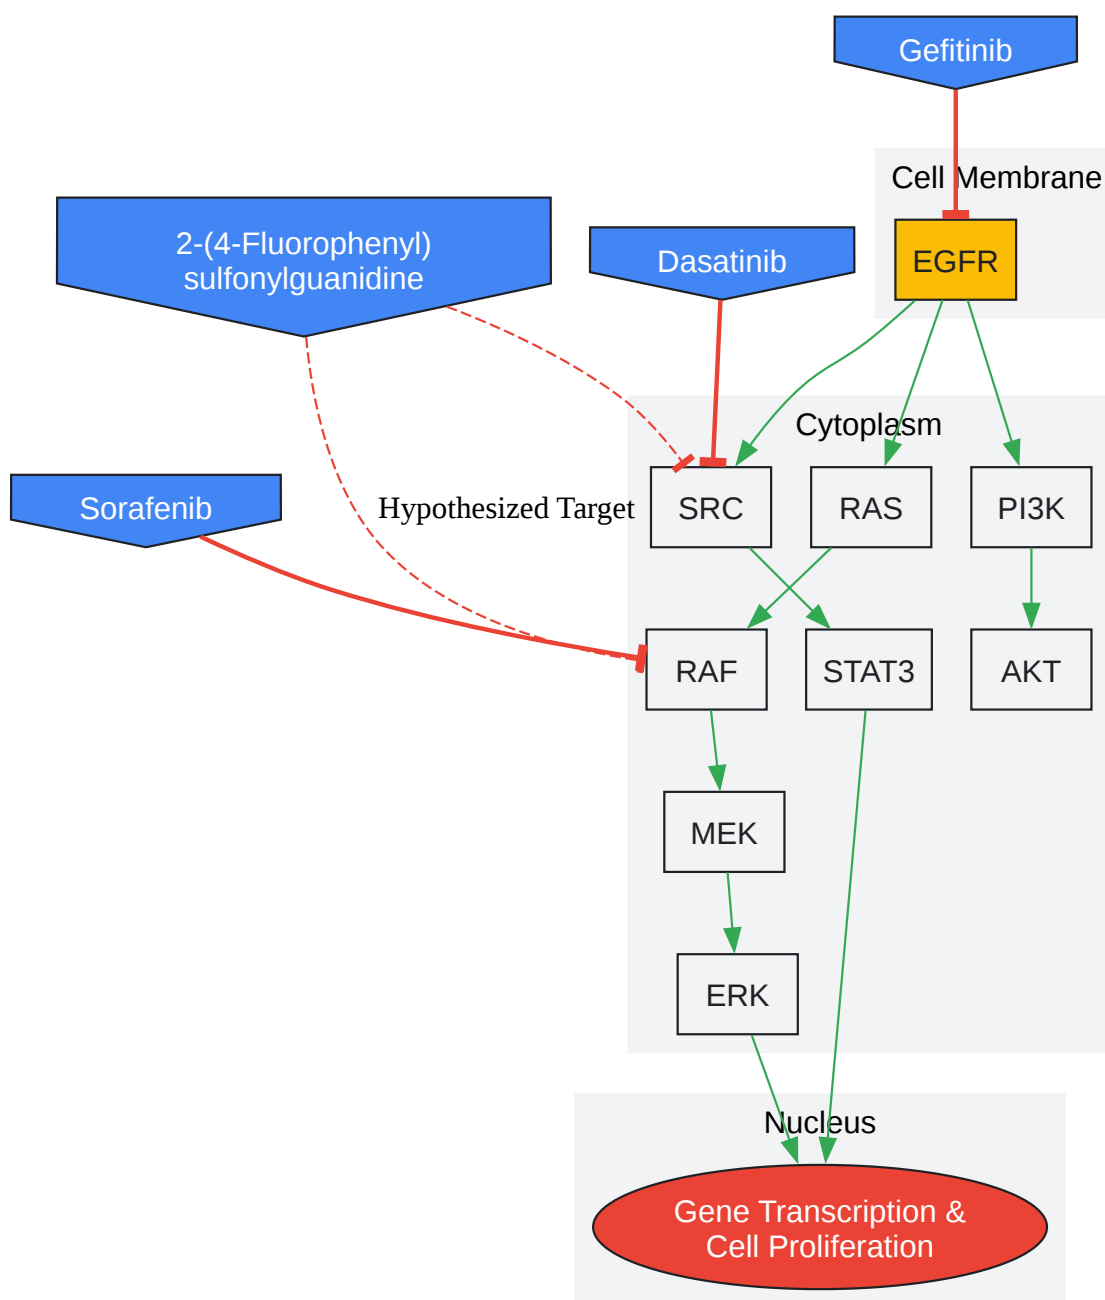 Gefitinib
Cell Membrane
2-(4-Fluorophenyl)
sulfonylguanidine
Dasatinib
EGFR
Cytoplasm
Sorafenib
Hypothesized Target
SRC
RAS
PI3K
RAF
STAT3
AKT
MEK
ERK
Nucleus
Gene Transcription &
Cell Proliferation